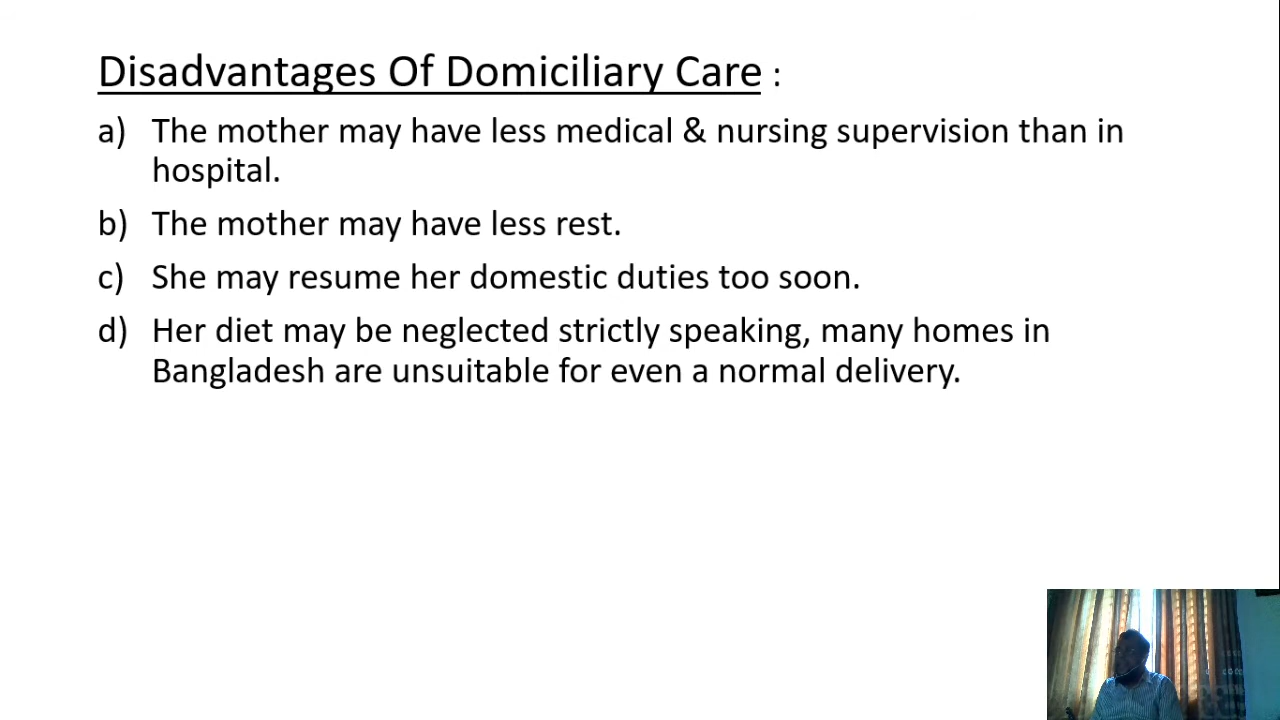 Disadvantages Of Domiciliary Care :
a) The mother may have less medical & nursing supervision than in
hospital.
b) The mother may have less rest.
c) She may resume her domestic duties too soon.
d) Her diet may be neglected strictly speaking, many homes in
Bangladesh are unsuitable for even a normal delivery.